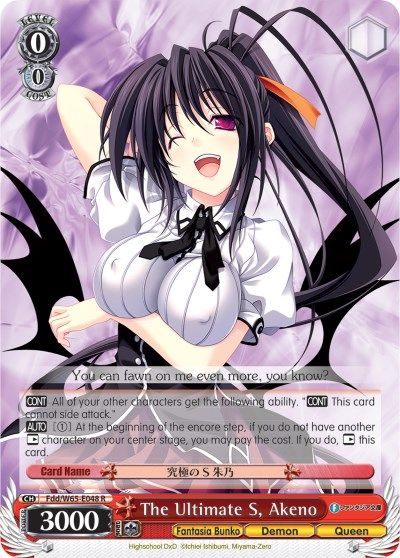 LEVEL
0
0
COST
You can fawn on me even more, you know?
CONT All of your other characters get the following ability. "CONT This card
cannot side attack."
AUTO [(1)] At the beginning of the encore step, if you do not have another
character on your center stage, you may pay the cost. If you do, this
card.
Card Name 究極のS 朱乃
CH Fdd/W65-E048 R
POWER
3000
SOUL
The Ultimate S, Akeno
ファンタジア文庫
Fantasia Bunko Demon Queen
Highschool DxD ©Ichiei Ishibumi, Miyama-Zero